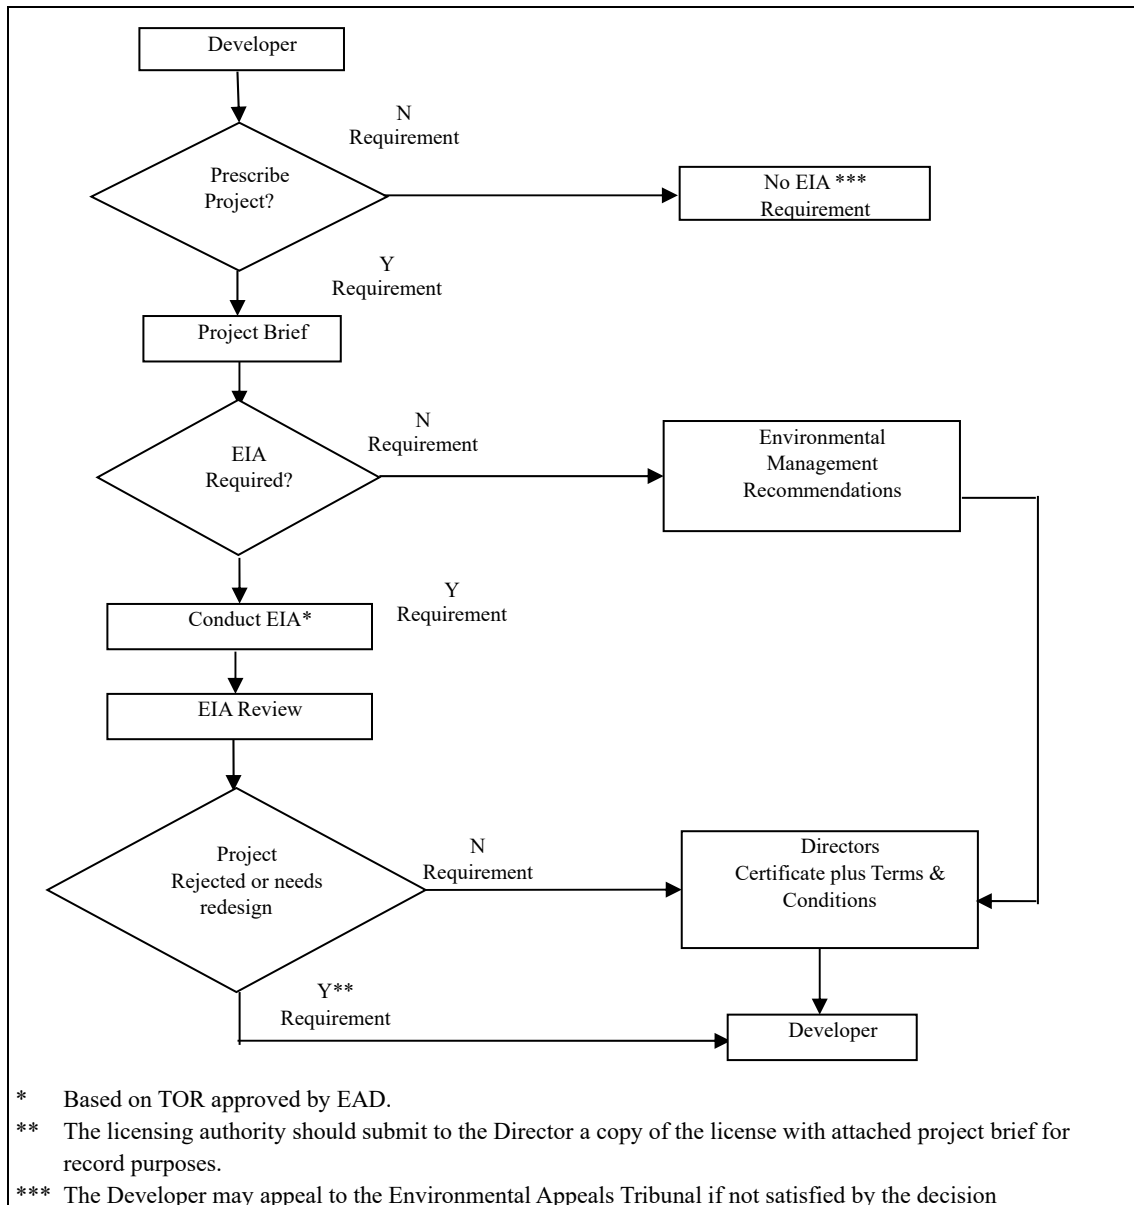 Developer
N
Requirement
Prescribe
Project?
No EIA ***
Requirement
Y
Requirement
Project Brief
N
Requirement
EIA
Required?
Environmental
Management
Recommendations
Y
Requirement
Conduct EIA*
EIA Review
Project
Rejected or needs
redesign
N
Requirement
Directors
Certificate plus Terms &
Conditions
Y**
Requirement
Developer
* Based on TOR approved by EAD.
** The licensing authority should submit to the Director a copy of the license with attached project brief for
record purposes.
*** The Developer may appeal to the Environmental Appeals Tribunal if not satisfied by the decision